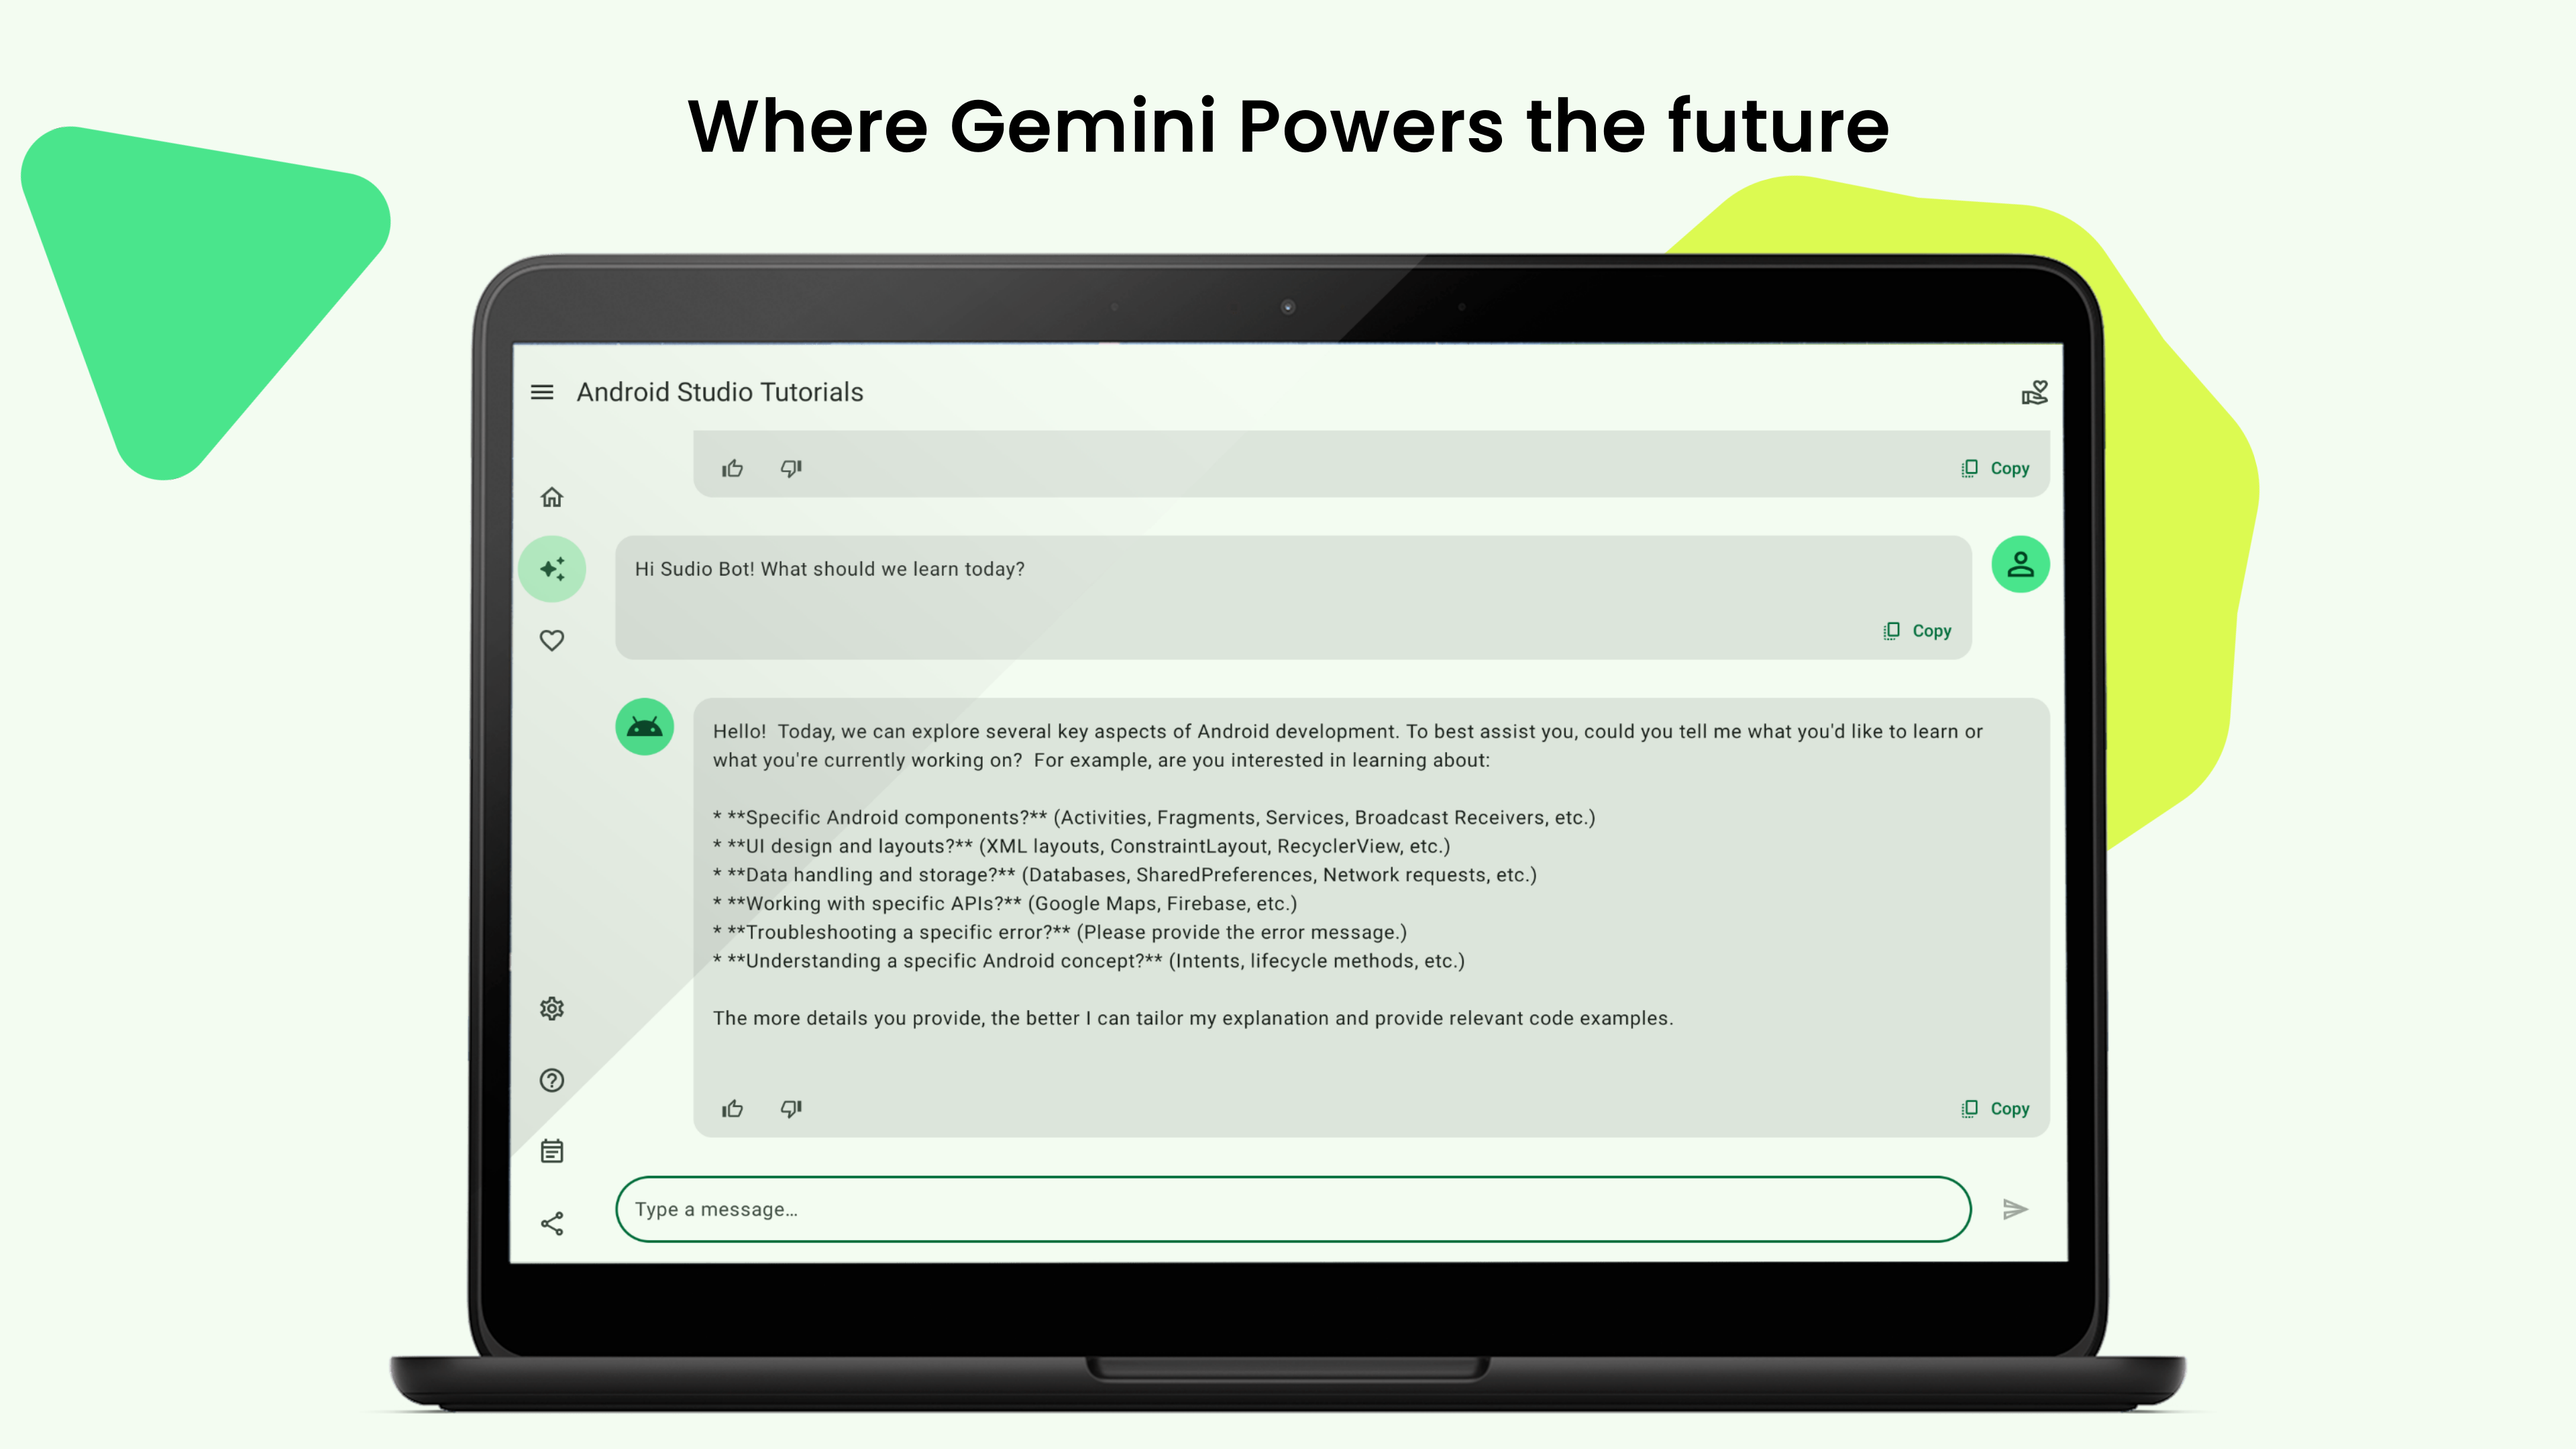 Where Gemini Powers the future
Android Studio Tutorials
Copy
Hi Sudio Bot! What should we learn today?
Copy
Hello!  Today, we can explore several key aspects of Android development. To best assist you, could you tell me what you'd like to learn or
what you're currently working on?  For example, are you interested in learning about:
* **Specific Android components?** (Activities, Fragments, Services, Broadcast Receivers, etc.)
* **UI design and layouts?** (XML layouts, ConstraintLayout, RecyclerView, etc.)
* **Data handling and storage?** (Databases, SharedPreferences, Network requests, etc.)
* **Working with specific APIs?** (Google Maps, Firebase, etc.)
* **Troubleshooting a specific error?** (Please provide the error message.)
* **Understanding a specific Android concept?** (Intents, lifecycle methods, etc.)
The more details you provide, the better I can tailor my explanation and provide relevant code examples.
Copy
Type a message...